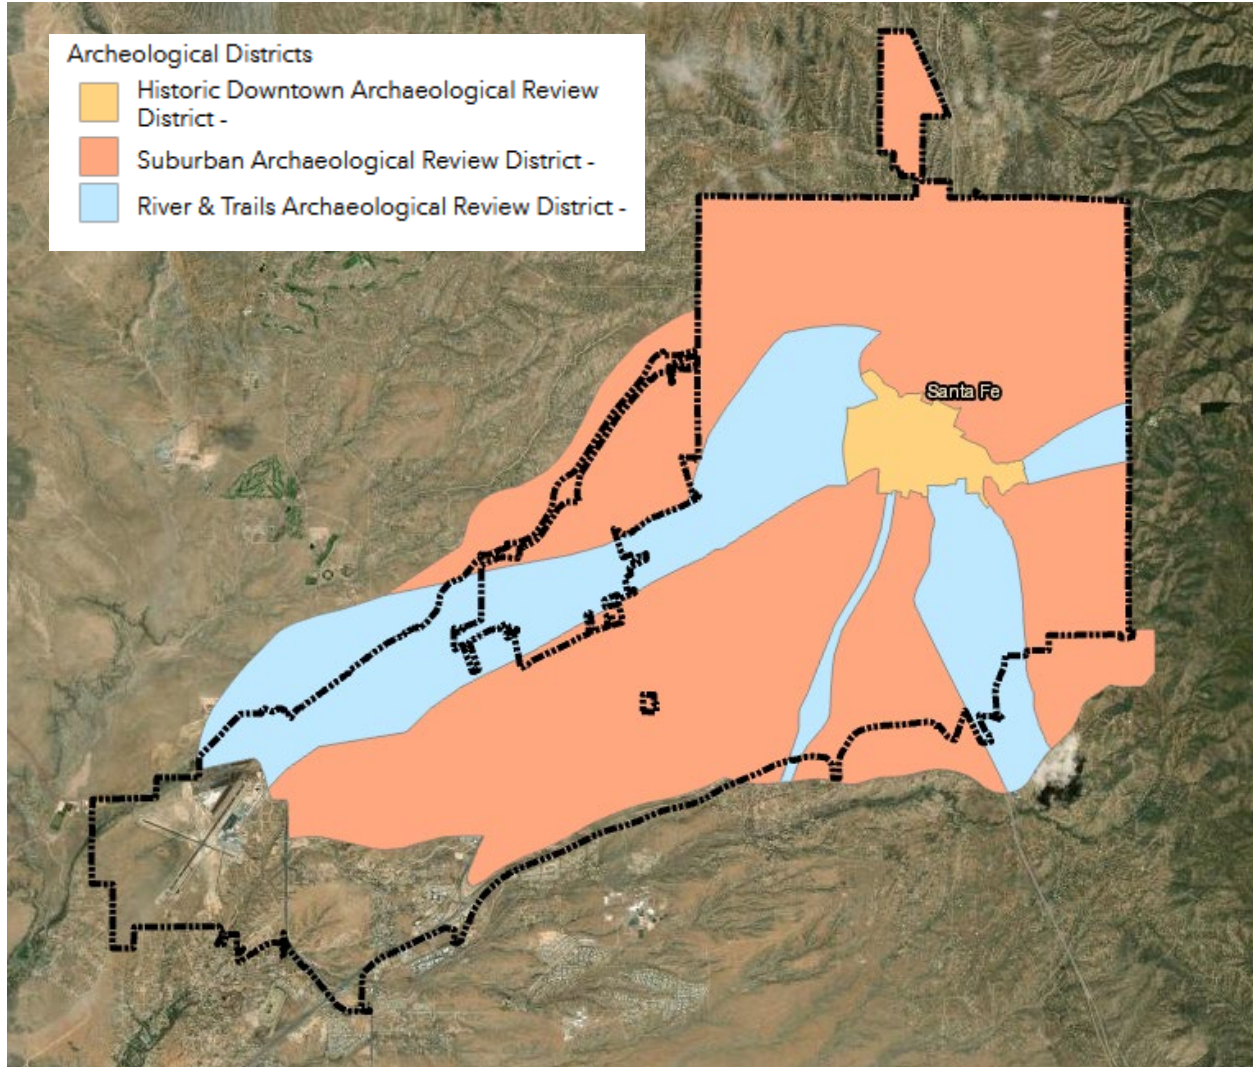 Archeological Districts
Historic Downtown Archaeological Review
District -
Suburban Archaeological Review District -
River & Trails Archaeological Review District -
Santa Fe